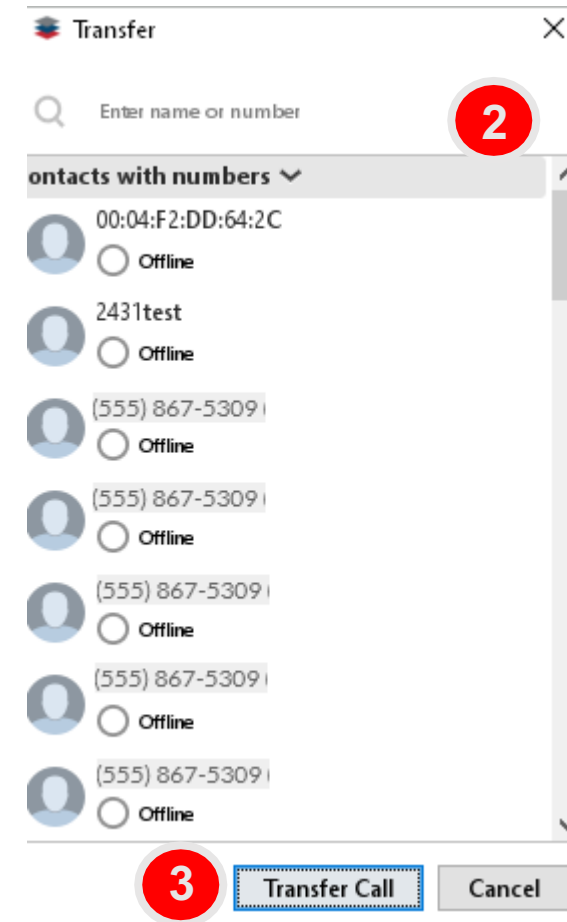 Transfer
Enter name or number
2
ontacts with numbers
00:04:F2:DD:64:2C
Offline
2431test
Offline
(555) 867-5309
Offline
(555) 867-5309
Offline
(555) 867-5309
Offline
(555) 867-5309
Offline
(555) 867-5309
Offline
3 Transfer Call Cancel